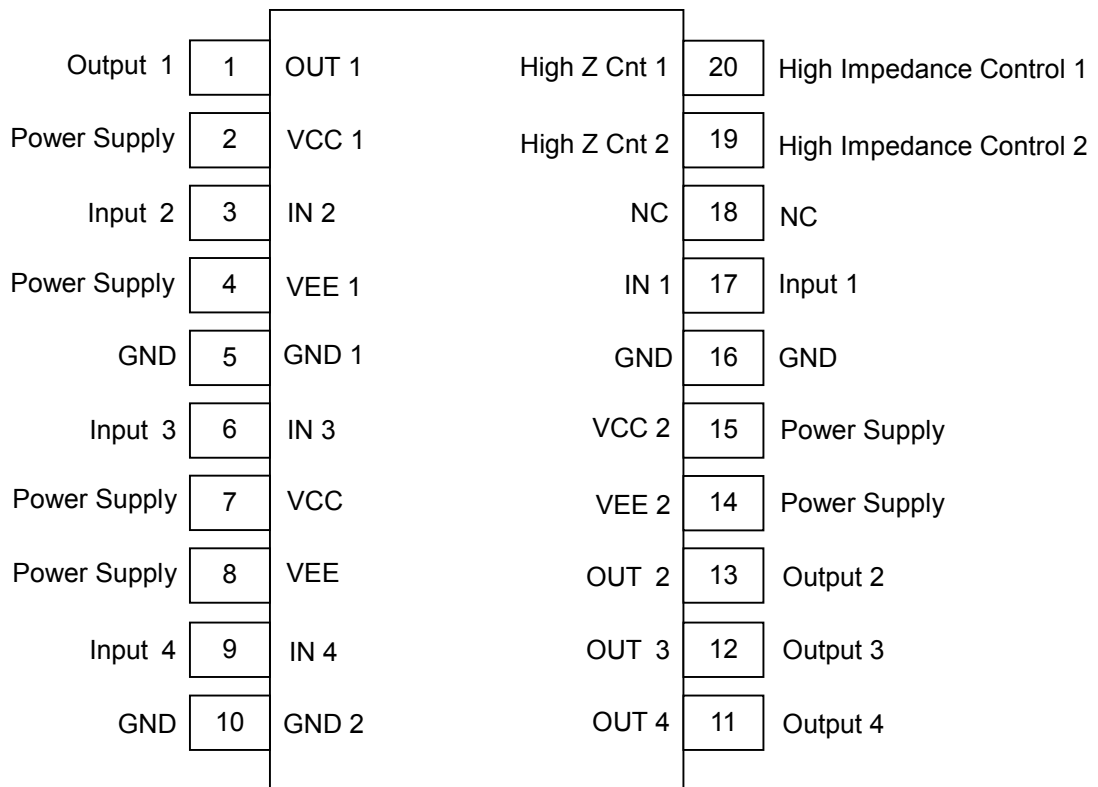 Output 1 1 OUT 1 High Z Cnt 1 20 High Impedance Control 1
Power Supply 2 VCC 1 High Z Cnt 2 19 High Impedance Control 2
Input 2 3 IN 2 NC 18 NC
Power Supply 4 VEE 1 IN 1 17 Input 1
GND 5 GND 1 GND 16 GND
Input 3 6 IN 3 VCC 2 15 Power Supply
Power Supply 7 VCC VEE 2 14 Power Supply
Power Supply 8 VEE OUT 2 13 Output 2
Input 4 9 IN 4 OUT 3 12 Output 3
GND 10 GND 2 OUT 4 11 Output 4